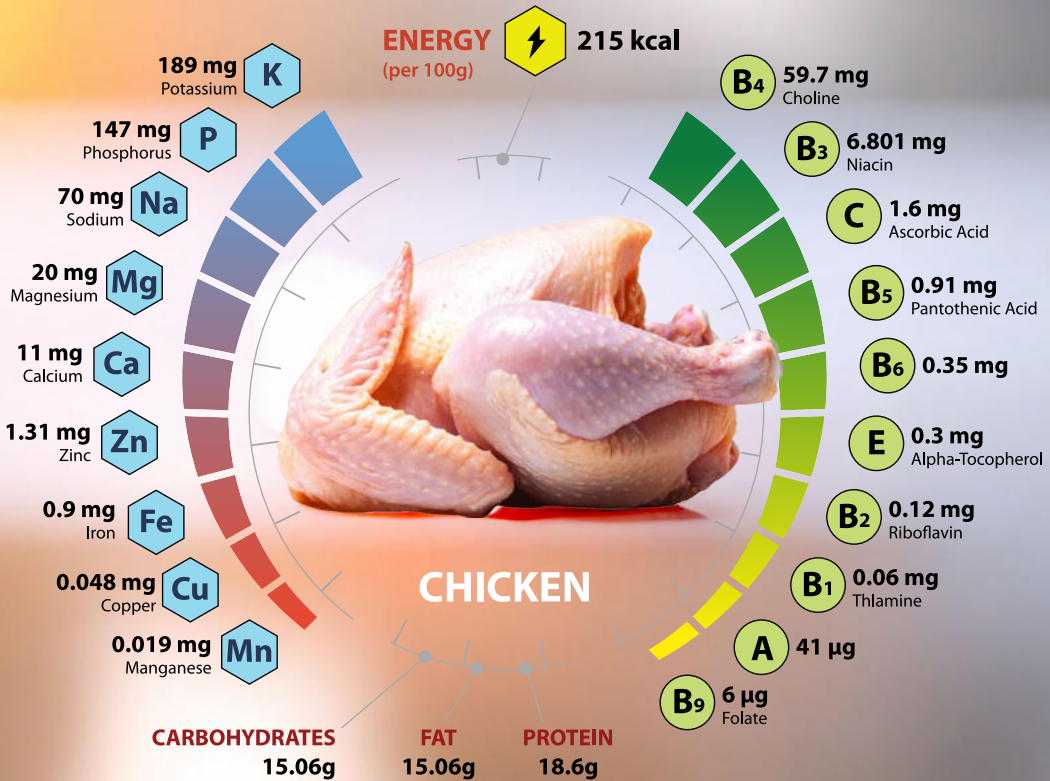 ENERGY
(per 100g)
215 kcal
189 mg
Potassium
K
147 mg
Phosphorus
P
70 mg
Sodium
Na
20 mg
Magnesium
Mg
11 mg
Calcium
Ca
1.31 mg
Zinc
Zn
0.9 mg
Iron
Fe
0.048 mg
Copper
Cu
0.019 mg
Manganese
Mn
B4
59.7 mg
Choline
B3
6.801 mg
Niacin
C
1.6 mg
Ascorbic Acid
B5
0.91 mg
Pantothenic Acid
B6
0.35 mg
E
0.3 mg
Alpha-Tocopherol
B2
0.12 mg
Riboflavin
B1
0.06 mg
Thlamine
A
41 µg
B9
6 µg
Folate
CHICKEN
CARBOHYDRATES
15.06g
FAT
15.06g
PROTEIN
18.6g